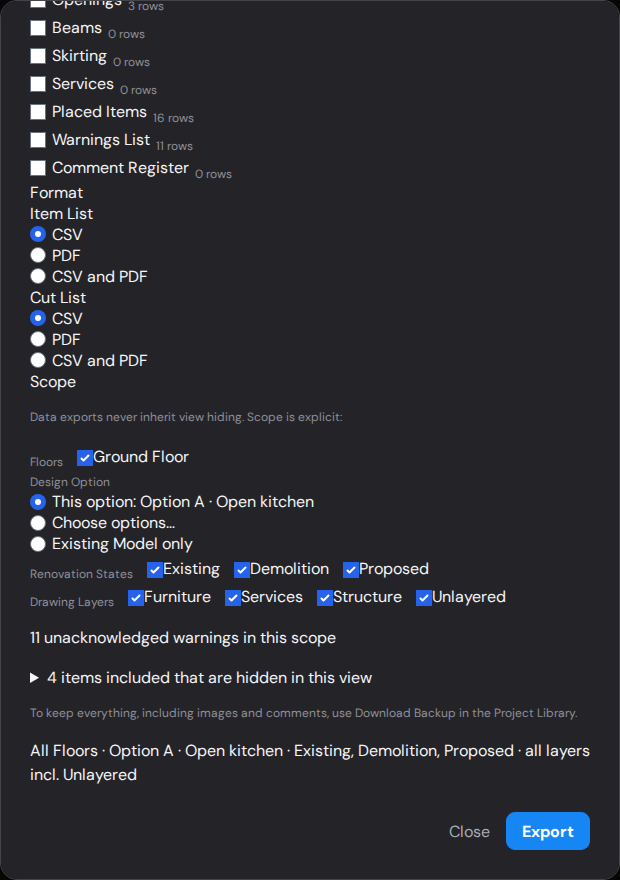 Openings 3 rows
Beams 0 rows
Skirting 0 rows
Services 0 rows
Placed Items 16 rows
Warnings List 11 rows
Comment Register 0 rows
Format
Item List
CSV
PDF
CSV and PDF
Cut List
CSV
PDF
CSV and PDF
Scope
Data exports never inherit view hiding. Scope is explicit:
Floors Ground Floor
Design Option
This option: Option A · Open kitchen
Choose options...
Existing Model only
Renovation States Existing Demolition Proposed
Drawing Layers Furniture Services Structure Unlayered
11 unacknowledged warnings in this scope
4 items included that are hidden in this view
To keep everything, including images and comments, use Download Backup in the Project Library.
All Floors · Option A · Open kitchen · Existing, Demolition, Proposed · all layers
incl. Unlayered
Close Export